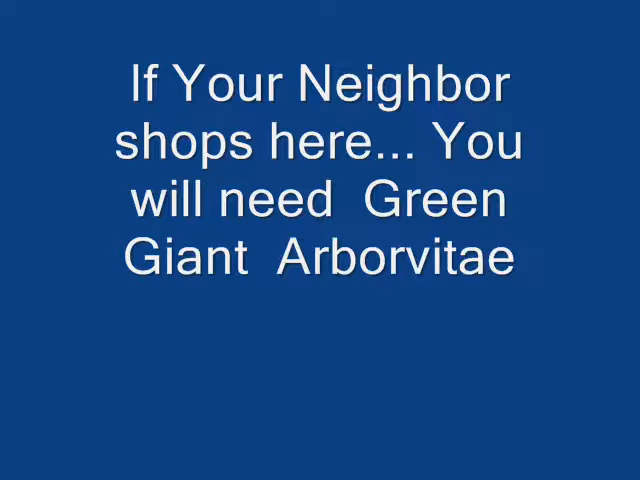 If Your Neighbor
shops here... You
will need  Green
Giant  Arborvitae